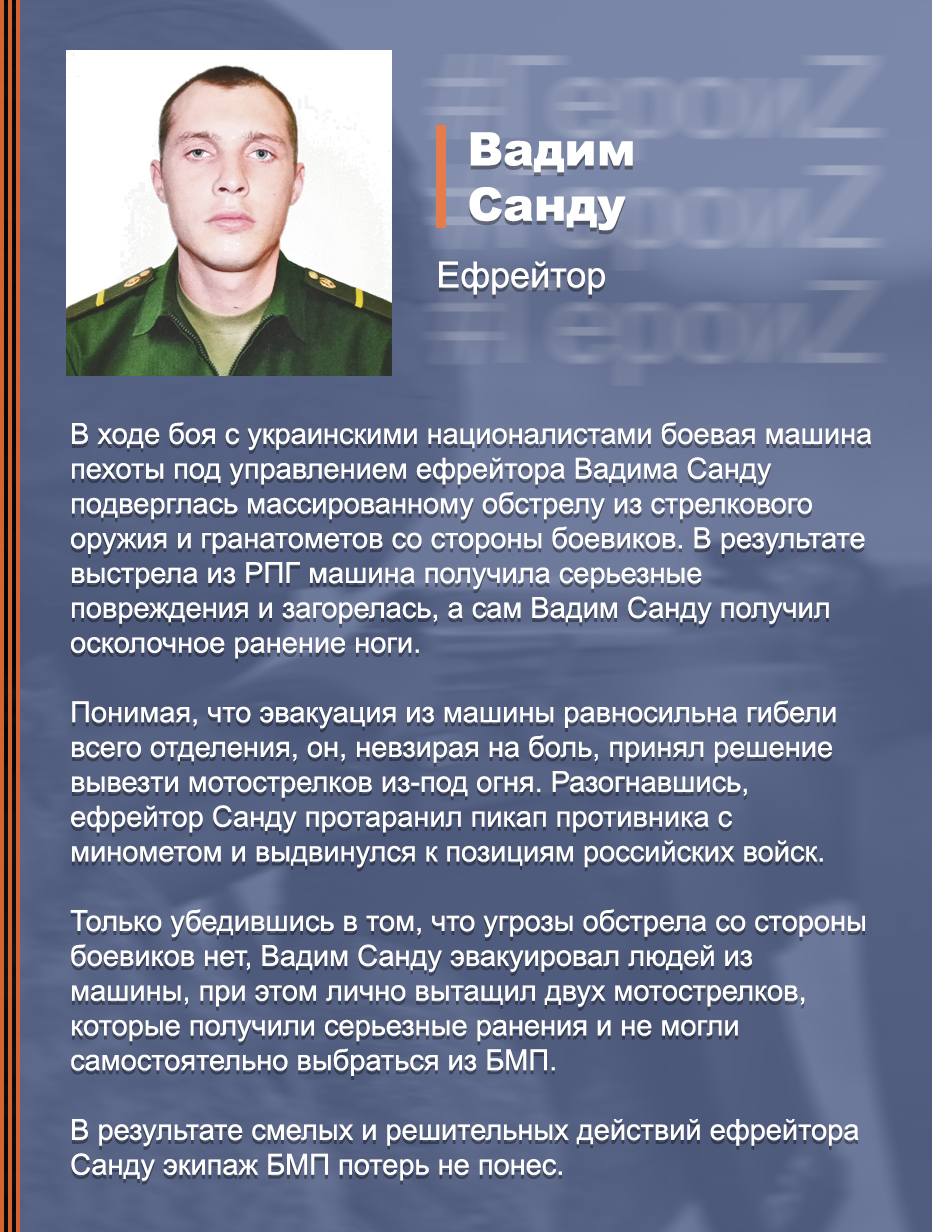 #ГероиZ
Вадим
#ГероиZ
Санду
Ефрейтор
#ГероиZ
В ходе боя с украинскими националистами боевая машина
пехоты под управлением ефрейтора Вадима Санду
подверглась массированному обстрелу из стрелкового
оружия и гранатометов со стороны боевиков. В результате
выстрела из РПГ машина получила серьезные
повреждения и загорелась, а сам Вадим Санду получил
осколочное ранение ноги.
Понимая, что эвакуация из машины равносильна гибели
всего отделения, он, невзирая на боль, принял решение
вывезти мотострелков из-под огня. Разогнавшись,
ефрейтор Санду протаранил пикап противника с
минометом и выдвинулся к позициям российских войск.
Только убедившись в том, что угрозы обстрела со стороны
боевиков нет, Вадим Санду эвакуировал людей из
машины, при этом лично вытащил двух мотострелков,
которые получили серьезные ранения и не могли
самостоятельно выбраться из БМП.
В результате смелых и решительных действий ефрейтора
Санду экипаж БМП потерь не понес.